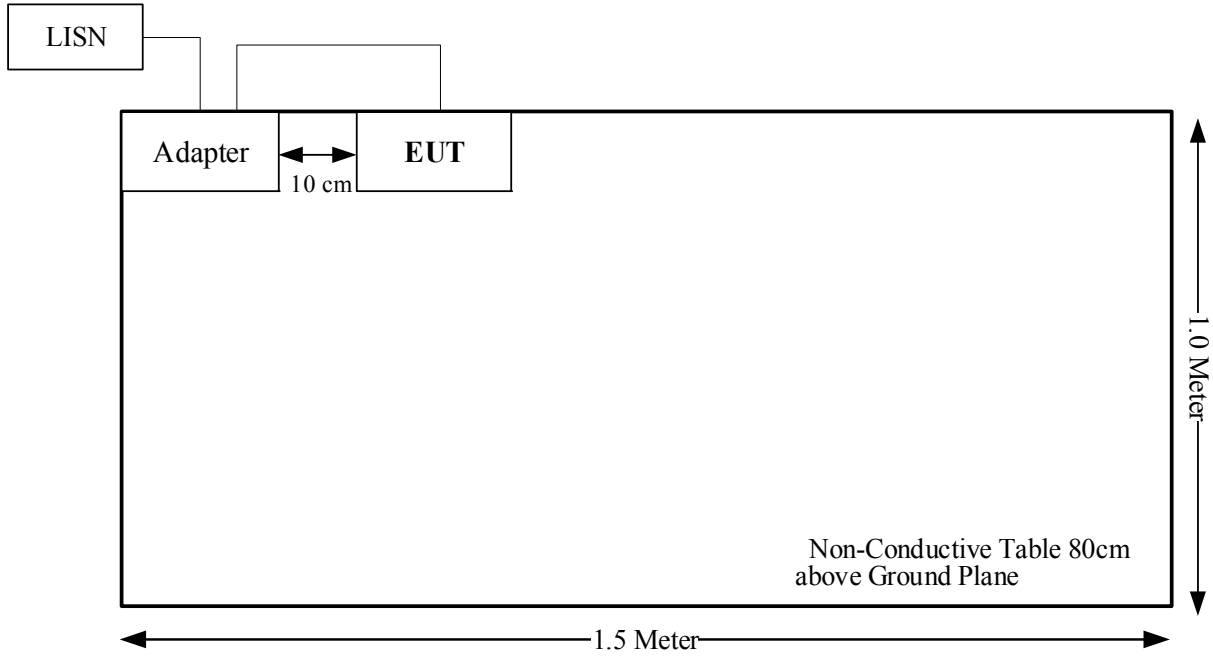 LISN
Adapter
EUT
10 cm
1.0 Meter
Non-Conductive Table 80cm
above Ground Plane
1.5 Meter